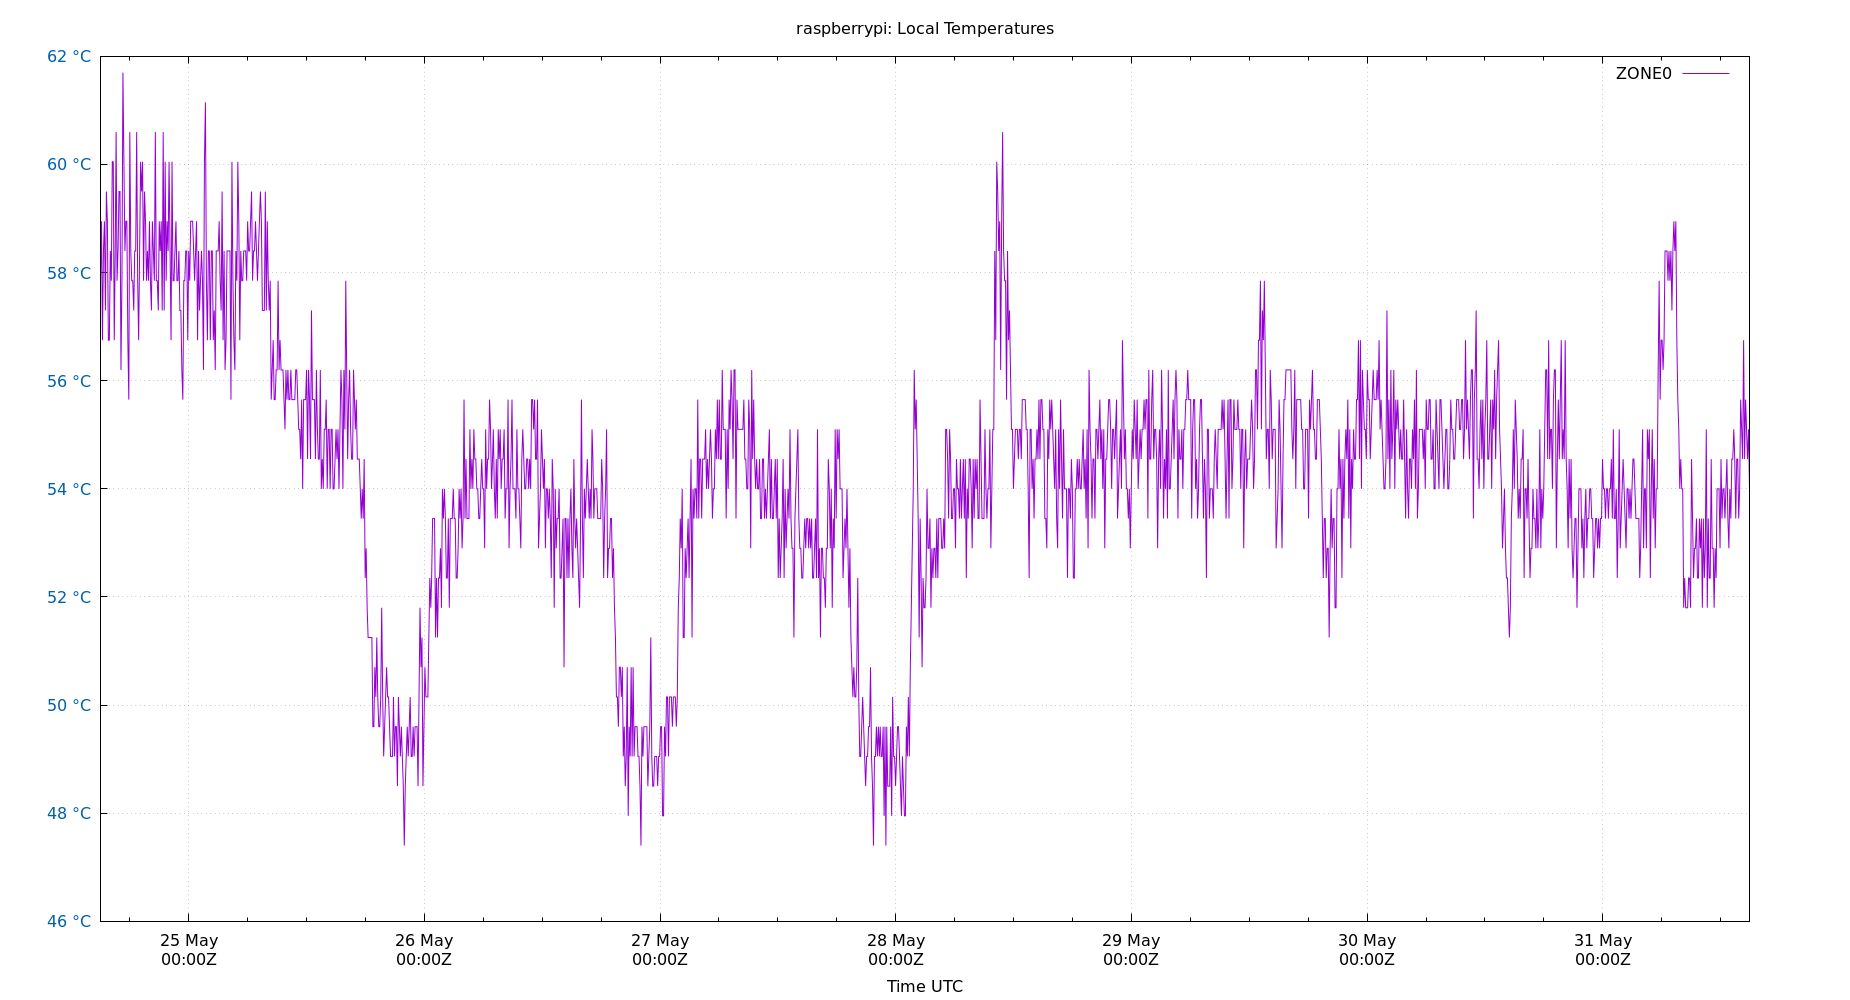 raspberrypi: Local Temperatures
62 °C
60 °C
58 °C
56 °C
54 °C
52 °C
50 °C
48 °C
46 °C
ZONE0
25 May
00:00Z
26 May
00:00Z
27 May
00:00Z
28 May
00:00Z
29 May
00:00Z
30 May
00:00Z
31 May
00:00Z
Time UTC